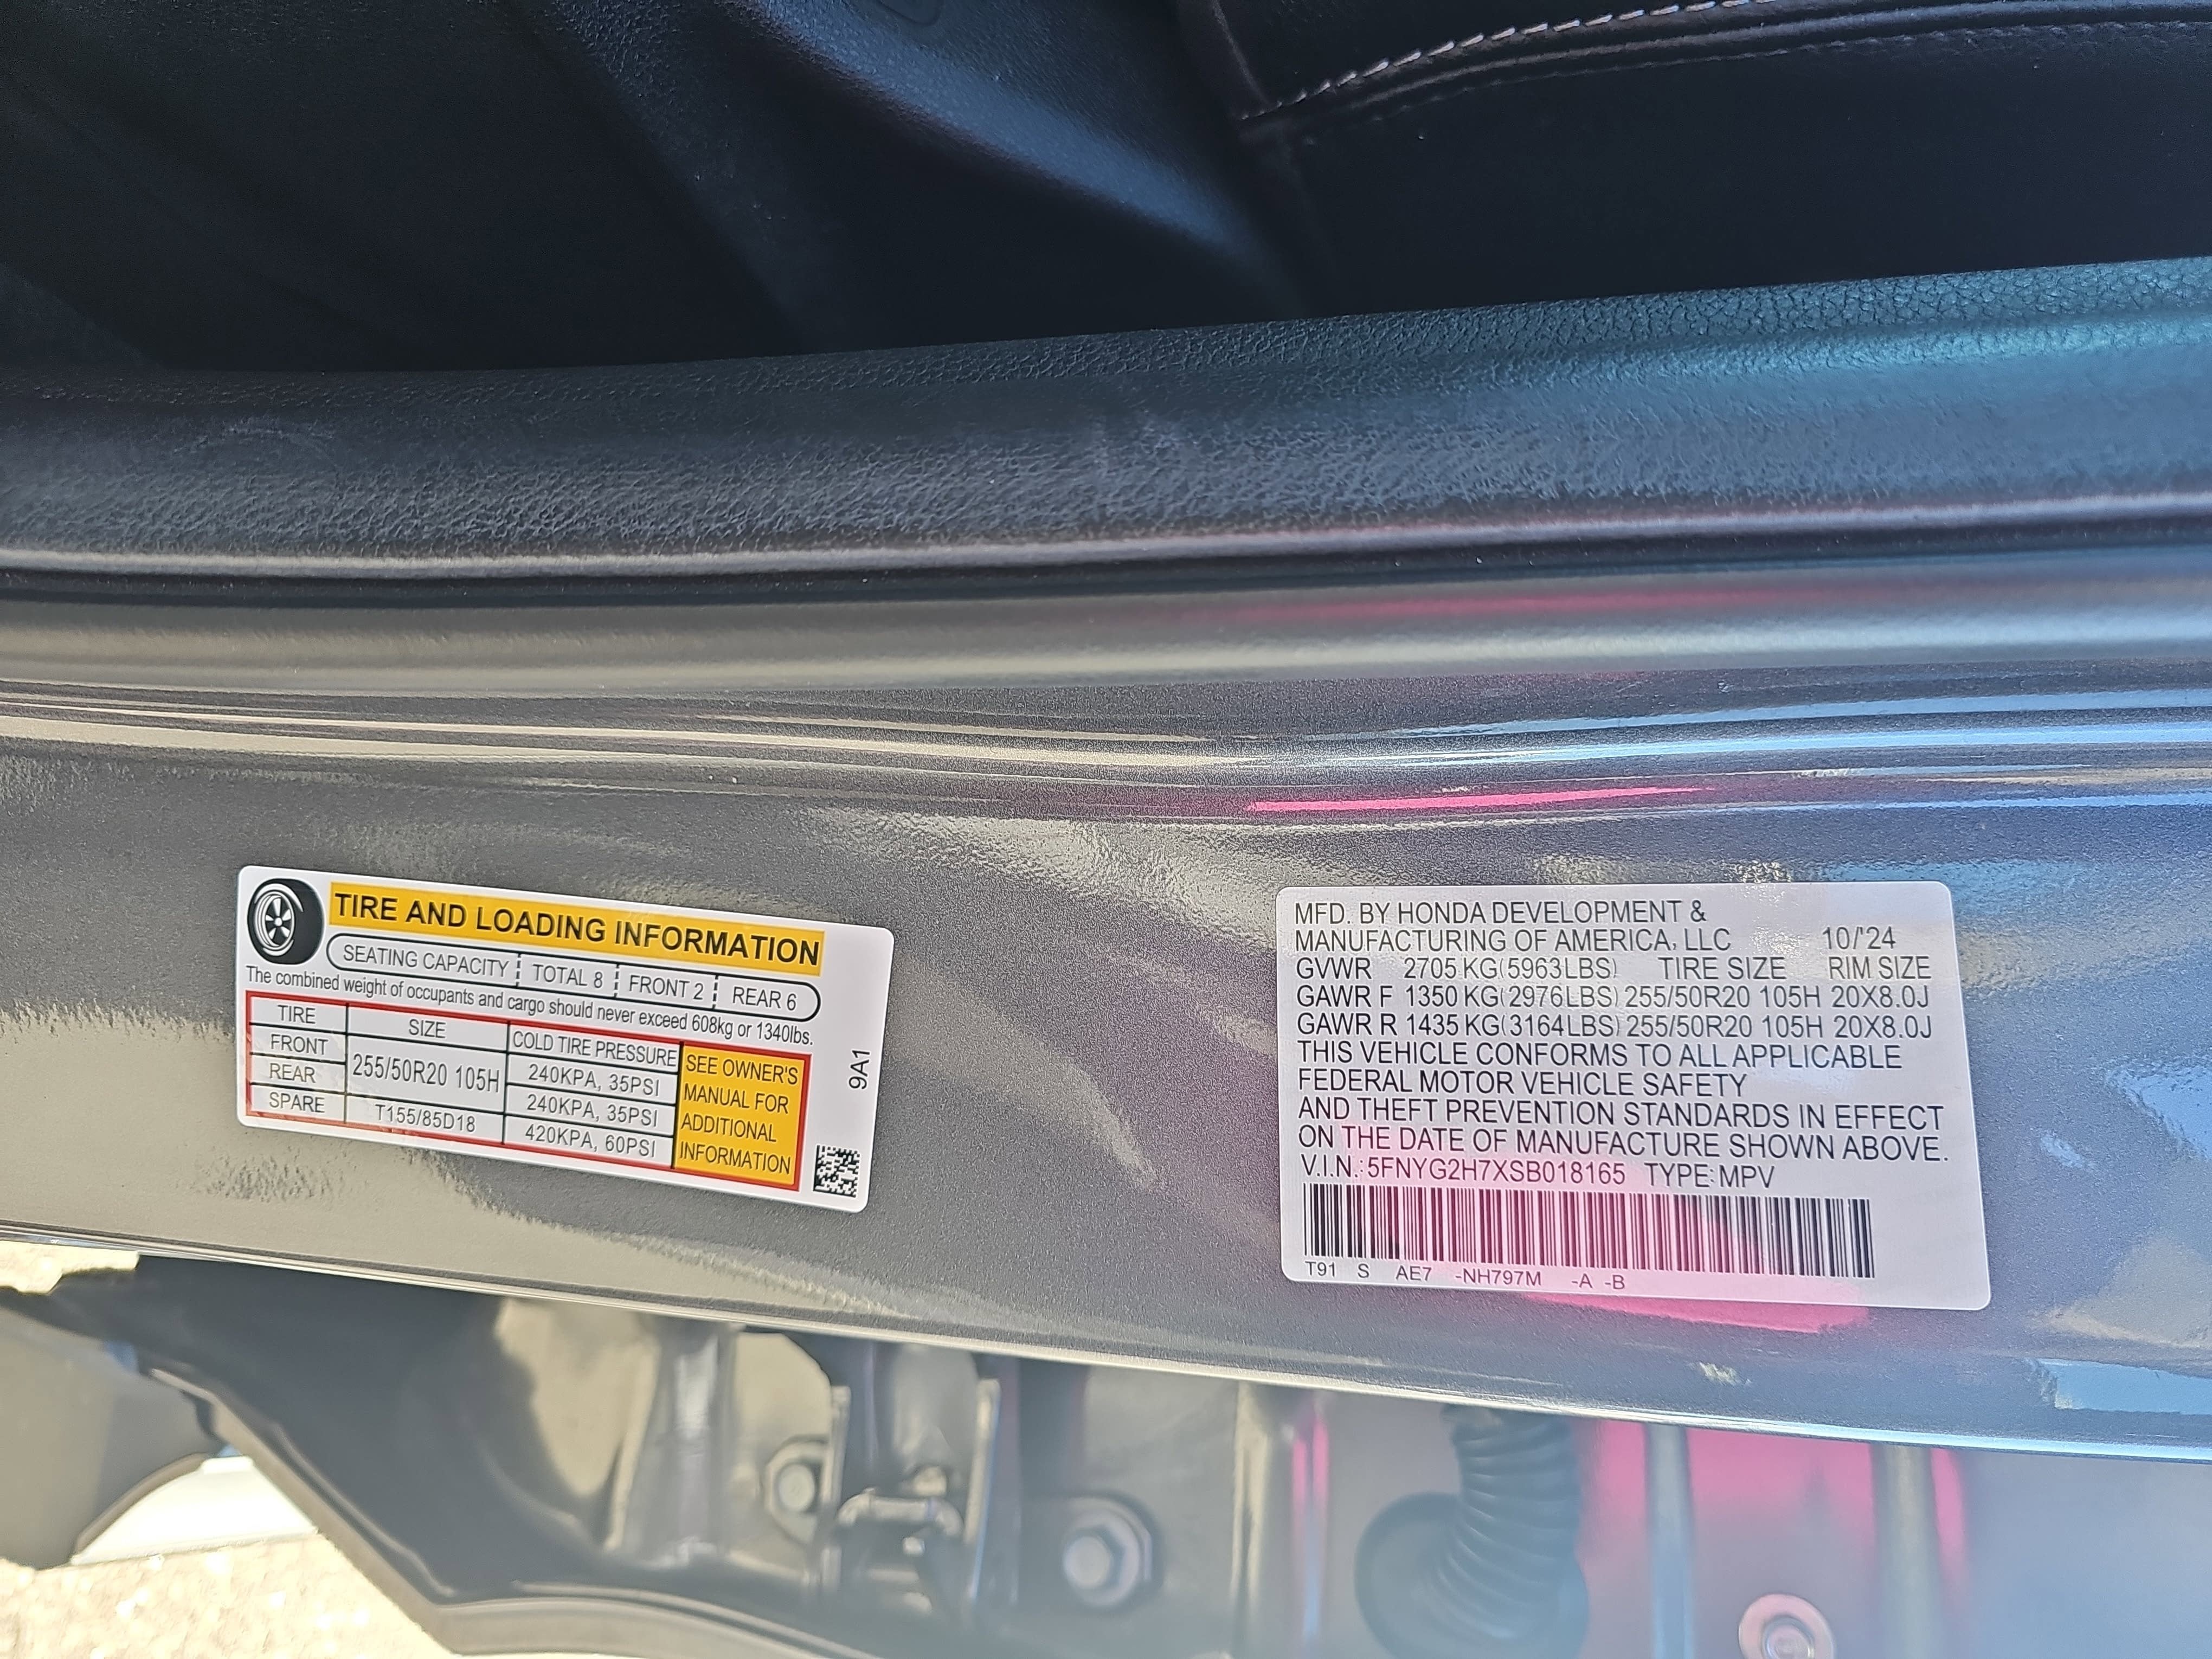 TIRE AND LOADING INFORMATION
SEATING CAPACITY TOTAL 8 FRONT 2 REAR 6
The combined weight of occupants and cargo should never exceed 608kg or 1340lbs.
TIRE SIZE COLD TIRE PRESSURE
FRONT 255/50R20 105H 240KPA, 35PSI
REAR 240KPA, 35PSI
SPARE T155/85D18 420KPA, 60PSI
SEE OWNER'S
MANUAL FOR
ADDITIONAL
INFORMATION
9A1
MFD. BY HONDA DEVELOPMENT &
MANUFACTURING OF AMERICA, LLC 10/'24
GVWR 2705 KG(5963LBS) TIRE SIZE RIM SIZE
GAWR F 1350 KG(2976LBS) 255/50R20 105H 20X8.0J
GAWR R 1435 KG(3164LBS) 255/50R20 105H 20X8.0J
THIS VEHICLE CONFORMS TO ALL APPLICABLE
FEDERAL MOTOR VEHICLE SAFETY
AND THEFT PREVENTION STANDARDS IN EFFECT
ON THE DATE OF MANUFACTURE SHOWN ABOVE.
V.I.N.:5FNYG2H7XSB018165 TYPE:MPV
T91 S AE7 -NH797M -A -B